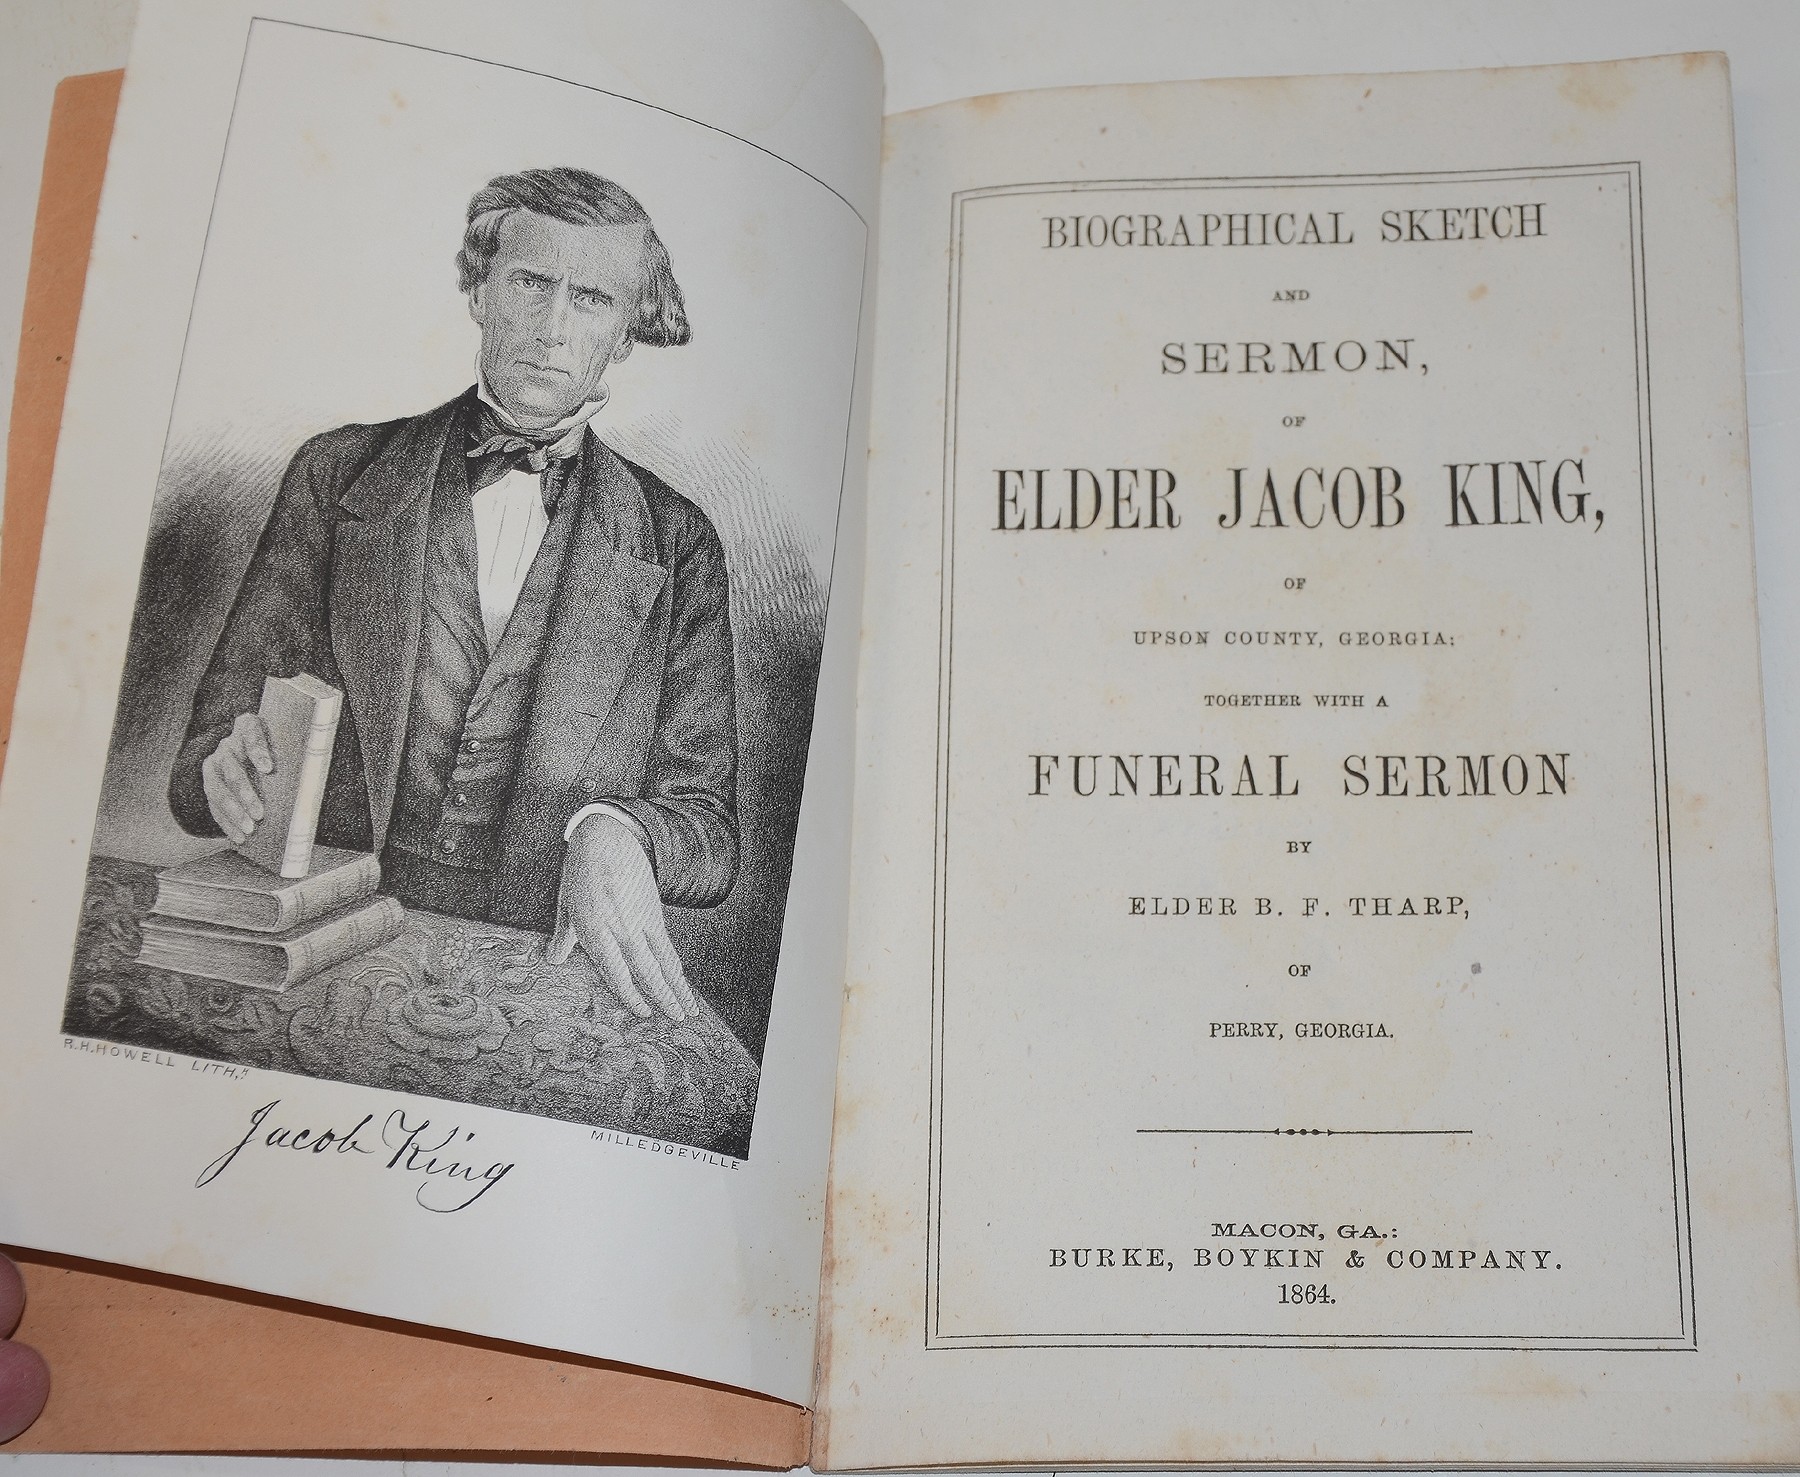 R.H. HOWELL LITH,R
MILLEDGEVILLE
Jacob King
BIOGRAPHICAL SKETCH
AND
SERMON,
OF
ELDER JACOB KING,
OF
UPSON COUNTY, GEORGIA;
TOGETHER WITH A
FUNERAL SERMON
BY
ELDER B. F. THARP,
OF
PERRY, GEORGIA.
MACON, GA.:
BURKE, BOYKIN & COMPANY.
1864.